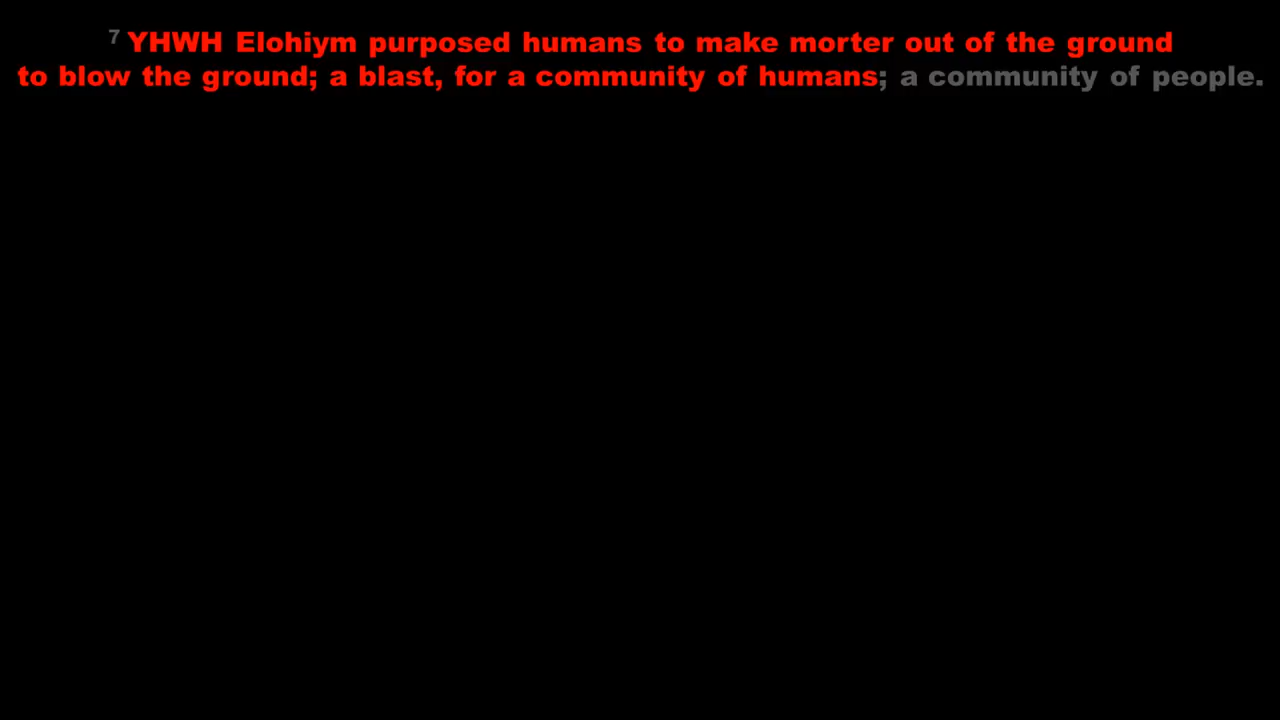 7 YHWH Elohiym purposed humans to make morter out of the ground
to blow the ground; a blast, for a community of humans; a community of people.